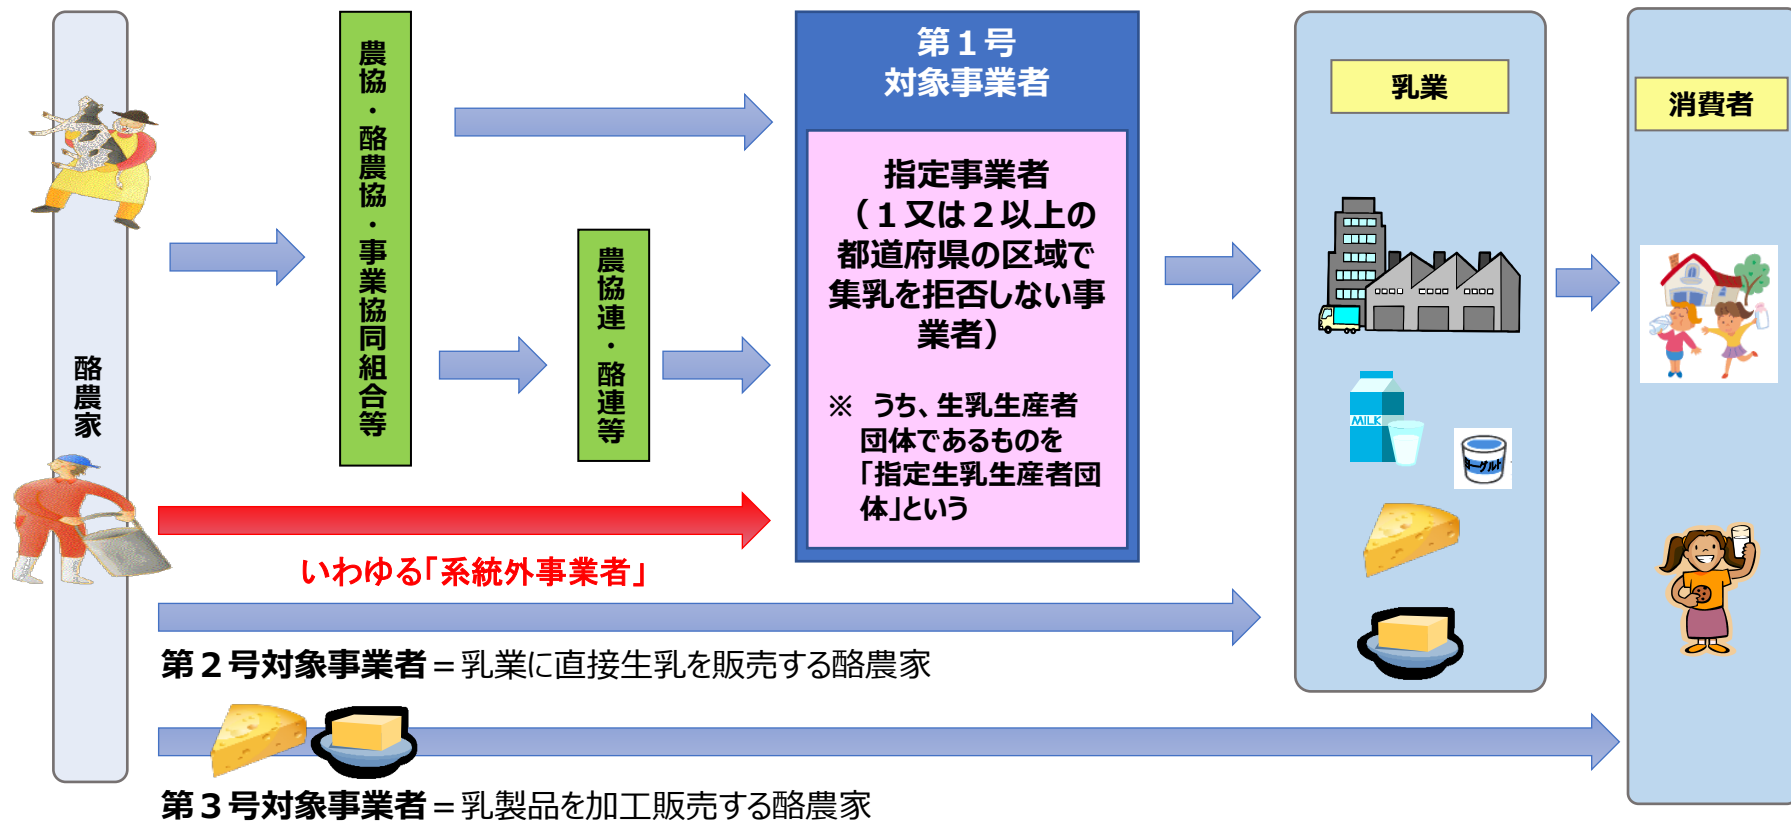 酪農家
農協・酪農協・事業協同組合等
農協連・酪連等
第１号
対象事業者
指定事業者
（１又は２以上の
都道府県の区域で
集乳を拒否しない事
業者）
※　うち、生乳生産者
団体であるものを
「指定生乳生産者団
体」という
乳業
MILK
ヨーグルト
消費者
いわゆる「系統外事業者」
第２号対象事業者＝乳業に直接生乳を販売する酪農家
第３号対象事業者＝乳製品を加工販売する酪農家